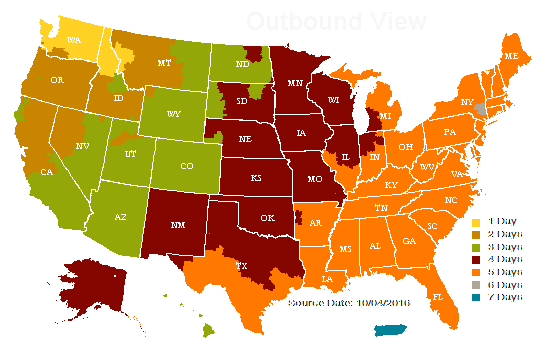 Outbound View
WA
ME
MT
ND
MN
OR
ID
SD
WI
NY
MI
WY
PA
NE
IA
OH
NV
UT
IL
IN
WV
CA
CO
VA
KS
MO
KY
NC
TN
AZ
NM
OK
AR
SC
MS
AL
GA
TX
LA
FL
1 Day
2 Days
3 Days
4 Days
5 Days
6 Days
7 Days
Source Date: 10/04/2016